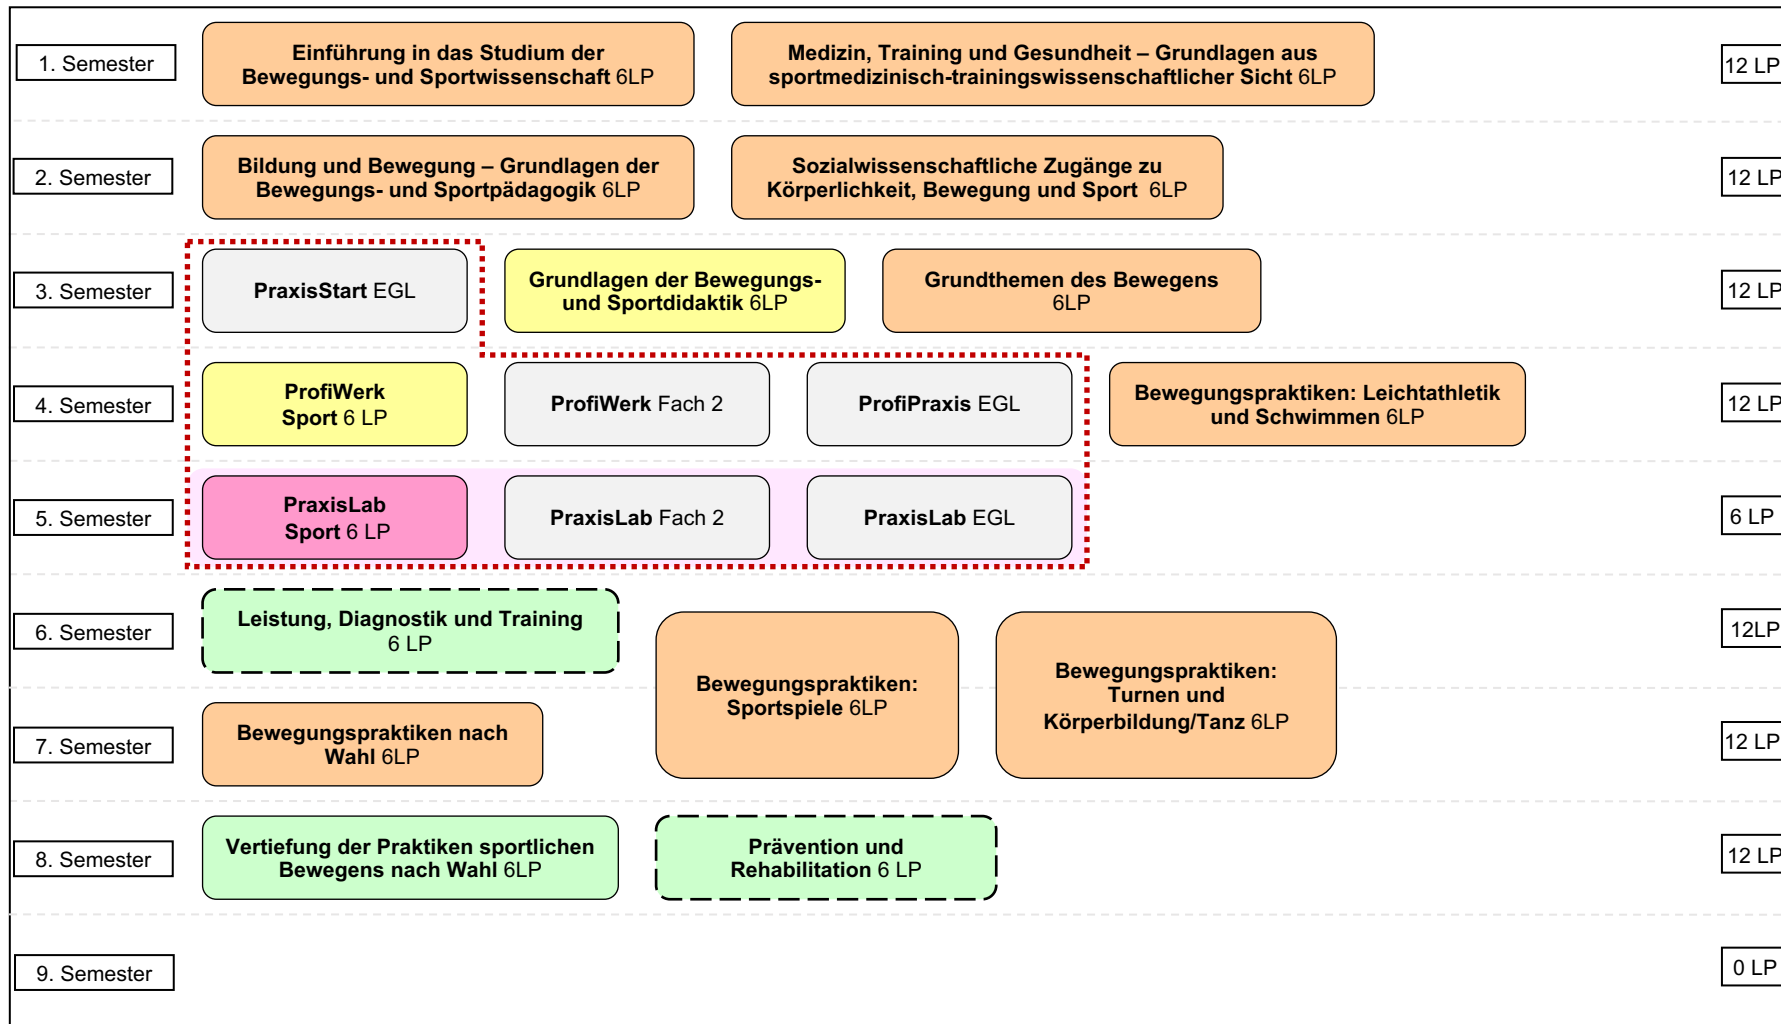 1. Semester
Einführung in das Studium der
Bewegungs- und Sportwissenschaft 6LP
Medizin, Training und Gesundheit – Grundlagen aus
sportmedizinisch-trainingswissenschaftlicher Sicht 6LP
12 LP
2. Semester
Bildung und Bewegung – Grundlagen der
Bewegungs- und Sportpädagogik 6LP
Sozialwissenschaftliche Zugänge zu
Körperlichkeit, Bewegung und Sport 6LP
12 LP
3. Semester
PraxisStart EGL
Grundlagen der Bewegungs-
und Sportdidaktik 6LP
Grundthemen des Bewegens
6LP
12 LP
4. Semester
ProfiWerk
Sport 6 LP
ProfiWerk Fach 2
ProfiPraxis EGL
Bewegungspraktiken: Leichtathletik
und Schwimmen 6LP
12 LP
5. Semester
PraxisLab
Sport 6 LP
PraxisLab Fach 2
PraxisLab EGL
6 LP
6. Semester
Leistung, Diagnostik und Training
6 LP
Bewegungspraktiken:
Sportspiele 6LP
Bewegungspraktiken:
Turnen und
Körperbildung/Tanz 6LP
12LP
7. Semester
Bewegungspraktiken nach
Wahl 6LP
12 LP
8. Semester
Vertiefung der Praktiken sportlichen
Bewegens nach Wahl 6LP
Prävention und
Rehabilitation 6 LP
12 LP
9. Semester
0 LP